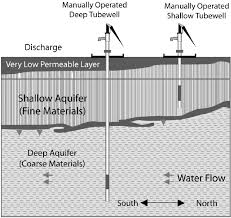 Manually Operated
Deep Tubewell
Manually Operated
Shallow Tubewell
Discharge
Very Low Permeable Layer
Shallow Aquifer
(Fine Materials)
Deep Aquifer
(Coarse Materials)
Water Flow
South
North